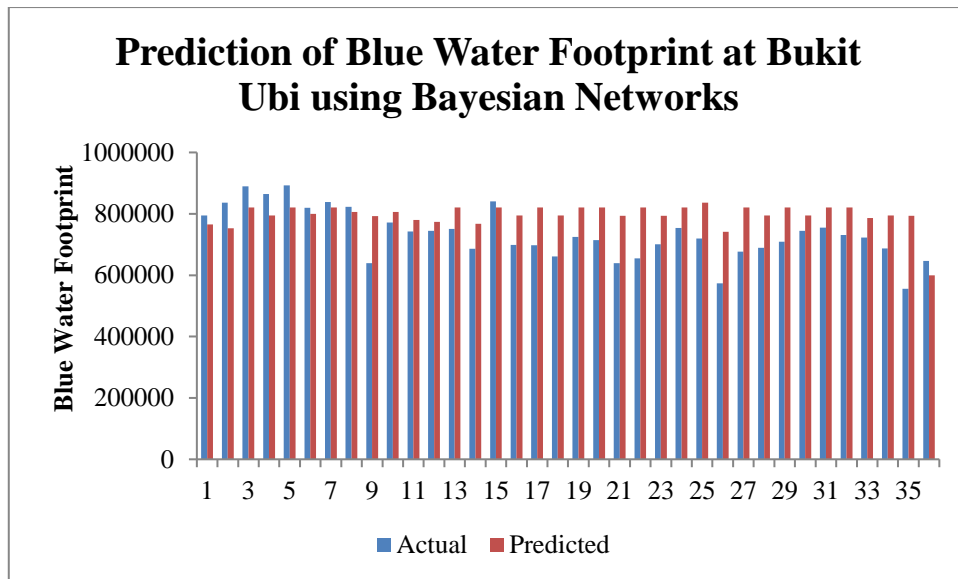 Prediction of Blue Water Footprint at Bukit
Ubi using Bayesian Networks
Blue Water Footprint
1000000
800000
600000
400000
200000
0
1 3 5 7 9 11 13 15 17 19 21 23 25 27 29 31 33 35
Actual Predicted